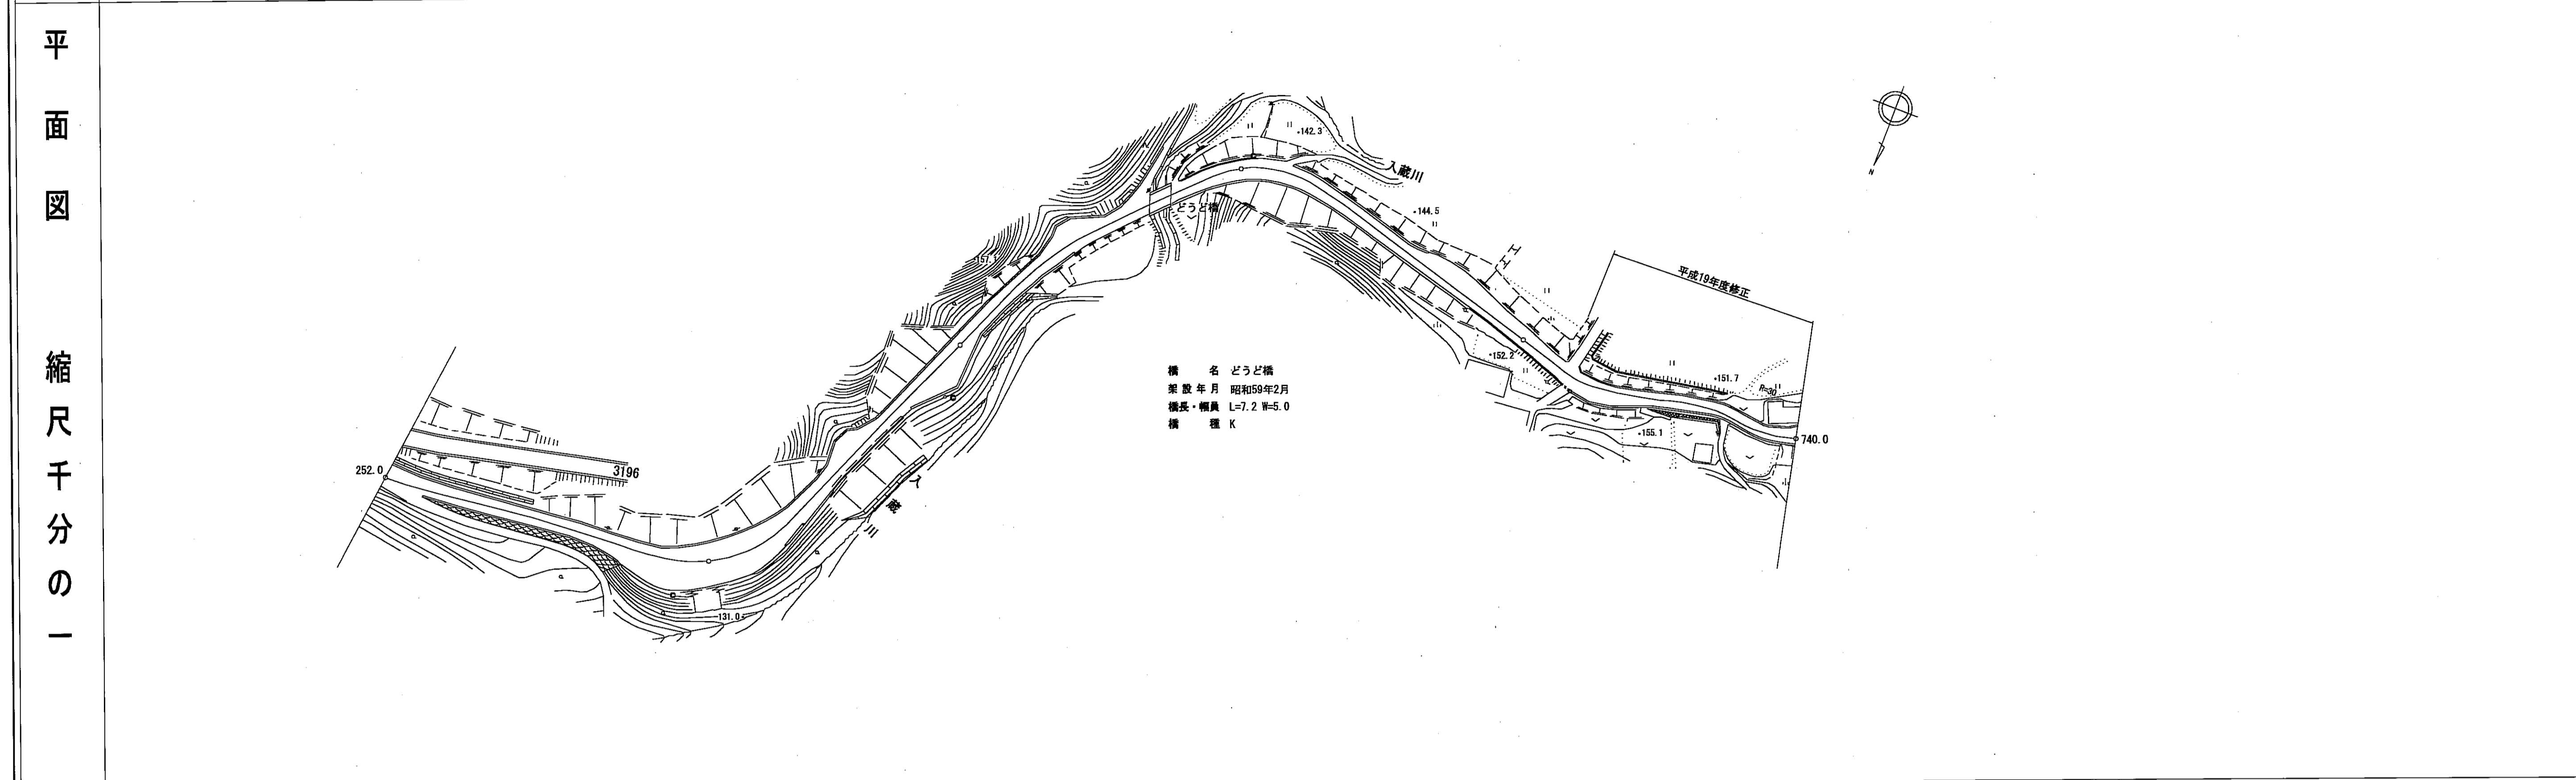 平面図 縮尺千分の一
252.0
3196
131.0
入蔵川
157.1
どうど橋
142.3
入蔵川
144.5
N
平成19年度修正
152.2
151.7
R=30
155.1
740.0
橋 名 どうど橋
架設年月 昭和59年2月
橋長・幅員 L=7.2 W=5.0
橋 種 K